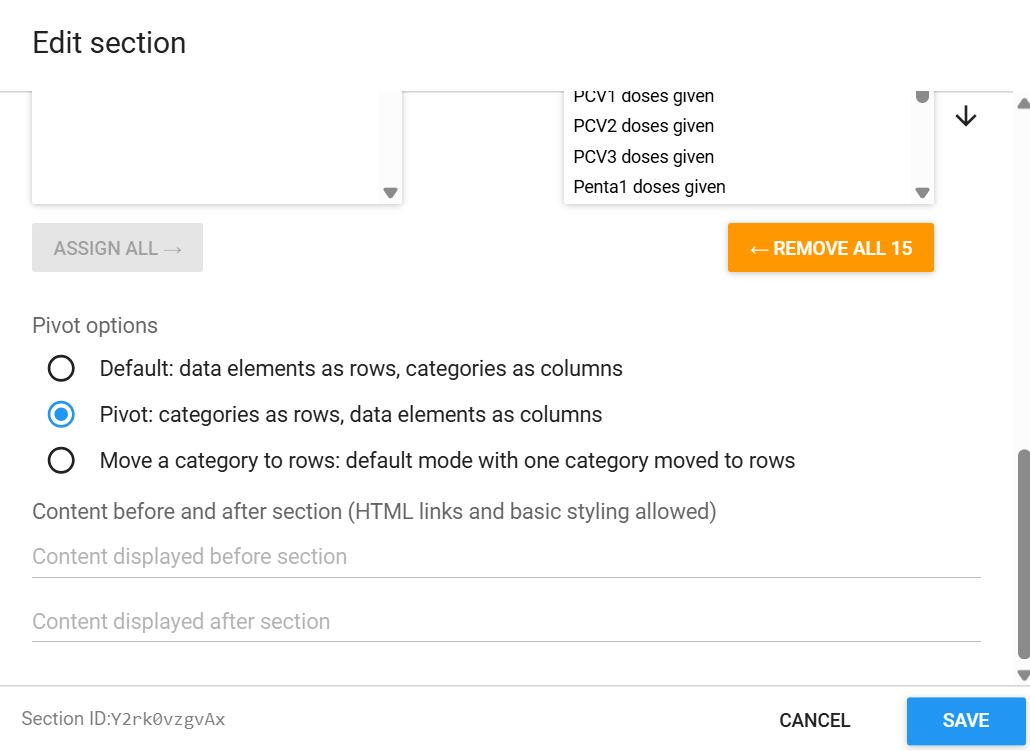 Edit section
PCV1 doses given
PCV2 doses given
PCV3 doses given
Penta1 doses given
ASSIGN ALL →
← REMOVE ALL 15
Pivot options
Default: data elements as rows, categories as columns
Pivot: categories as rows, data elements as columns
Move a category to rows: default mode with one category moved to rows
Content before and after section (HTML links and basic styling allowed)
Content displayed before section
Content displayed after section
Section ID:Y2rk0vzgvAx
CANCEL
SAVE